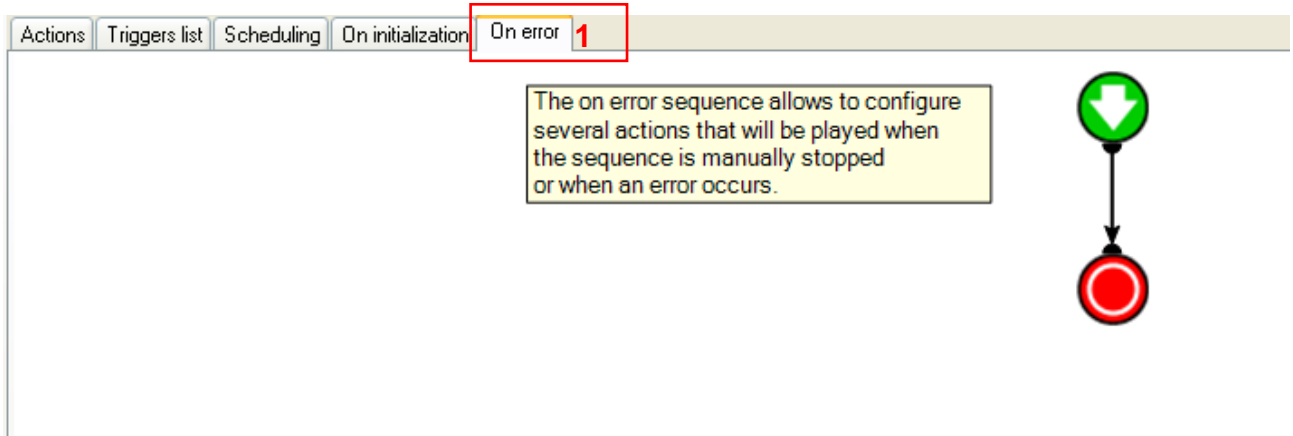 Actions Triggers list Scheduling On initialization On error 1
The on error sequence allows to configure
several actions that will be played when
the sequence is manually stopped
or when an error occurs.